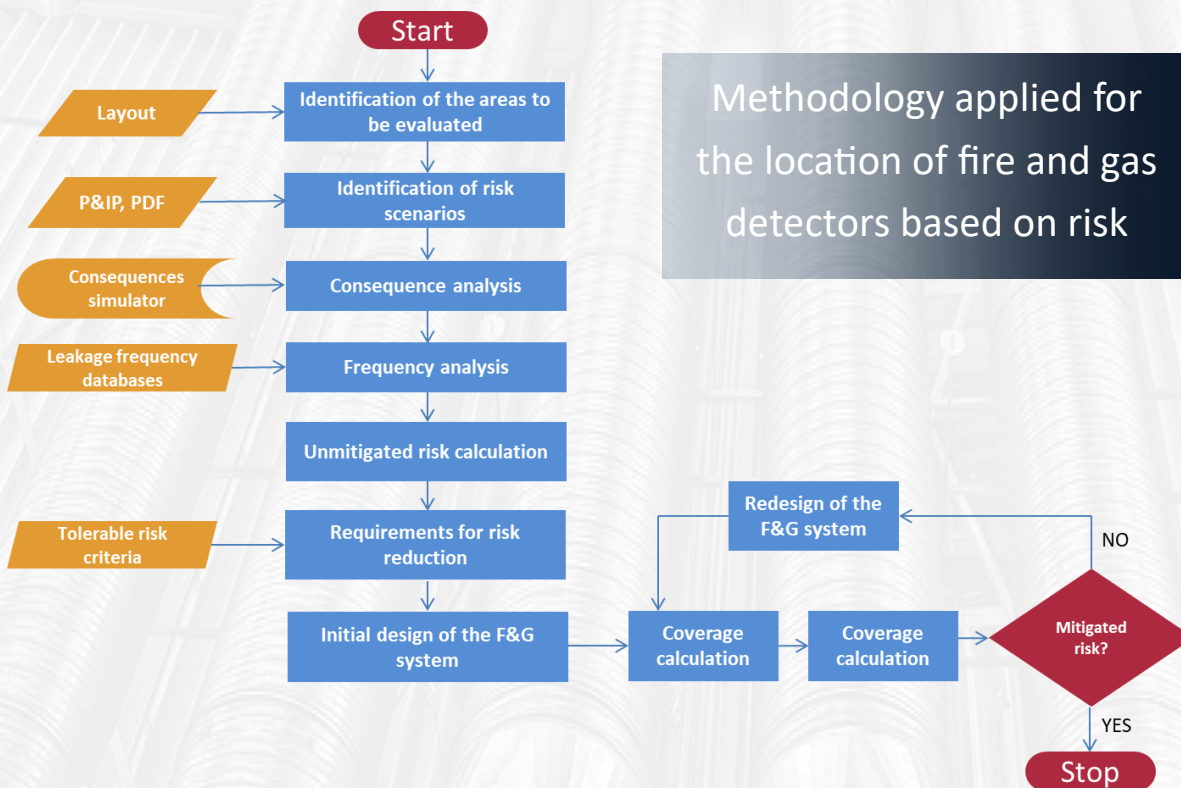 Start
Methodology applied for
the location of fire and gas
detectors based on risk
Layout
Identification of the areas to
be evaluated
P&IP, PDF
Identification of risk
scenarios
Consequences
simulator
Consequence analysis
Leakage frequency
databases
Frequency analysis
Unmitigated risk calculation
Tolerable risk
criteria
Requirements for risk
reduction
Initial design of the F&G
system
Redesign of the
F&G system
Coverage
calculation
Coverage
calculation
Mitigated
risk?
NO
YES
Stop